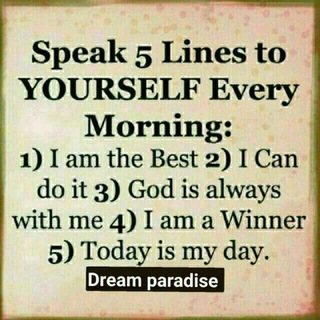 Speak 5 Lines to
YOURSELF Every
Morning:
1) I am the Best 2) I Can
do it 3) God is always
with me 4) I am a Winner
5) Today is my day.
Dream paradise